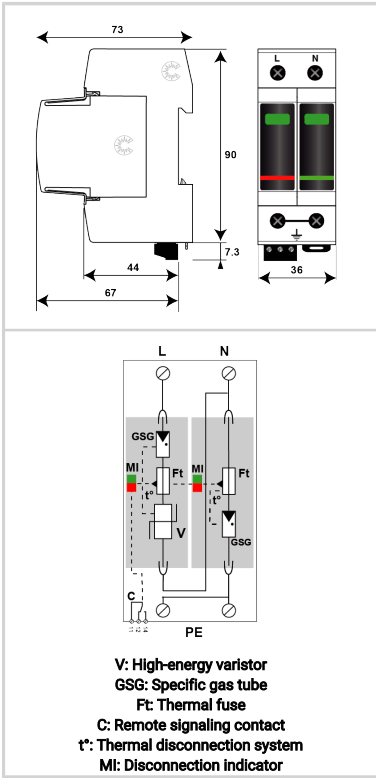 73
L N
90
7.3
44
67
36
L N
GSG
MI Ft MI Ft
t° t°
V
GSG
C
PE
V: High-energy varistor
GSG: Specific gas tube
Ft: Thermal fuse
C: Remote signaling contact
t°: Thermal disconnection system
MI: Disconnection indicator